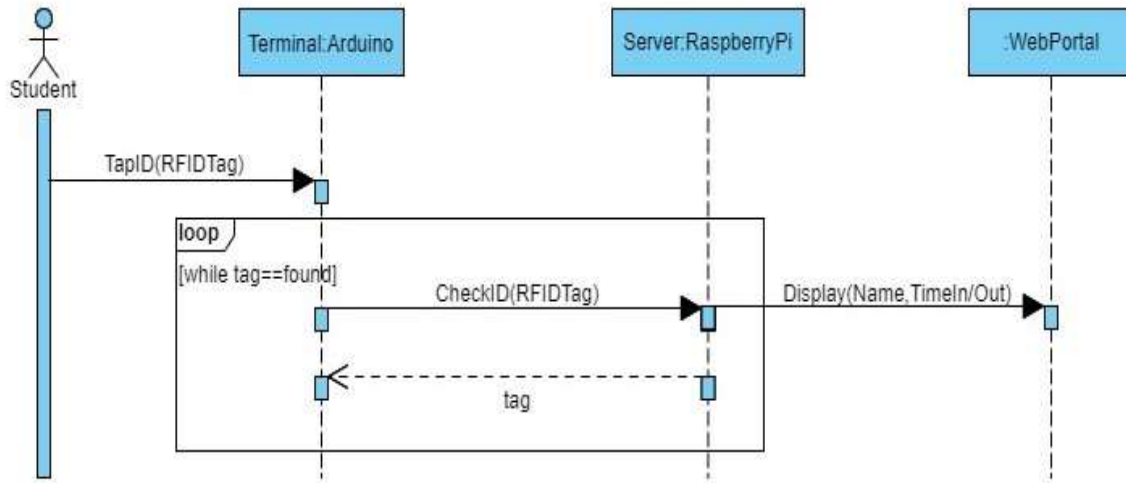 Student
Terminal:Arduino
Server:RaspberryPi
:WebPortal
TapID(RFIDTag)
loop
[while tag==found]
CheckID(RFIDTag)
Display(Name,TimeIn/Out)
tag